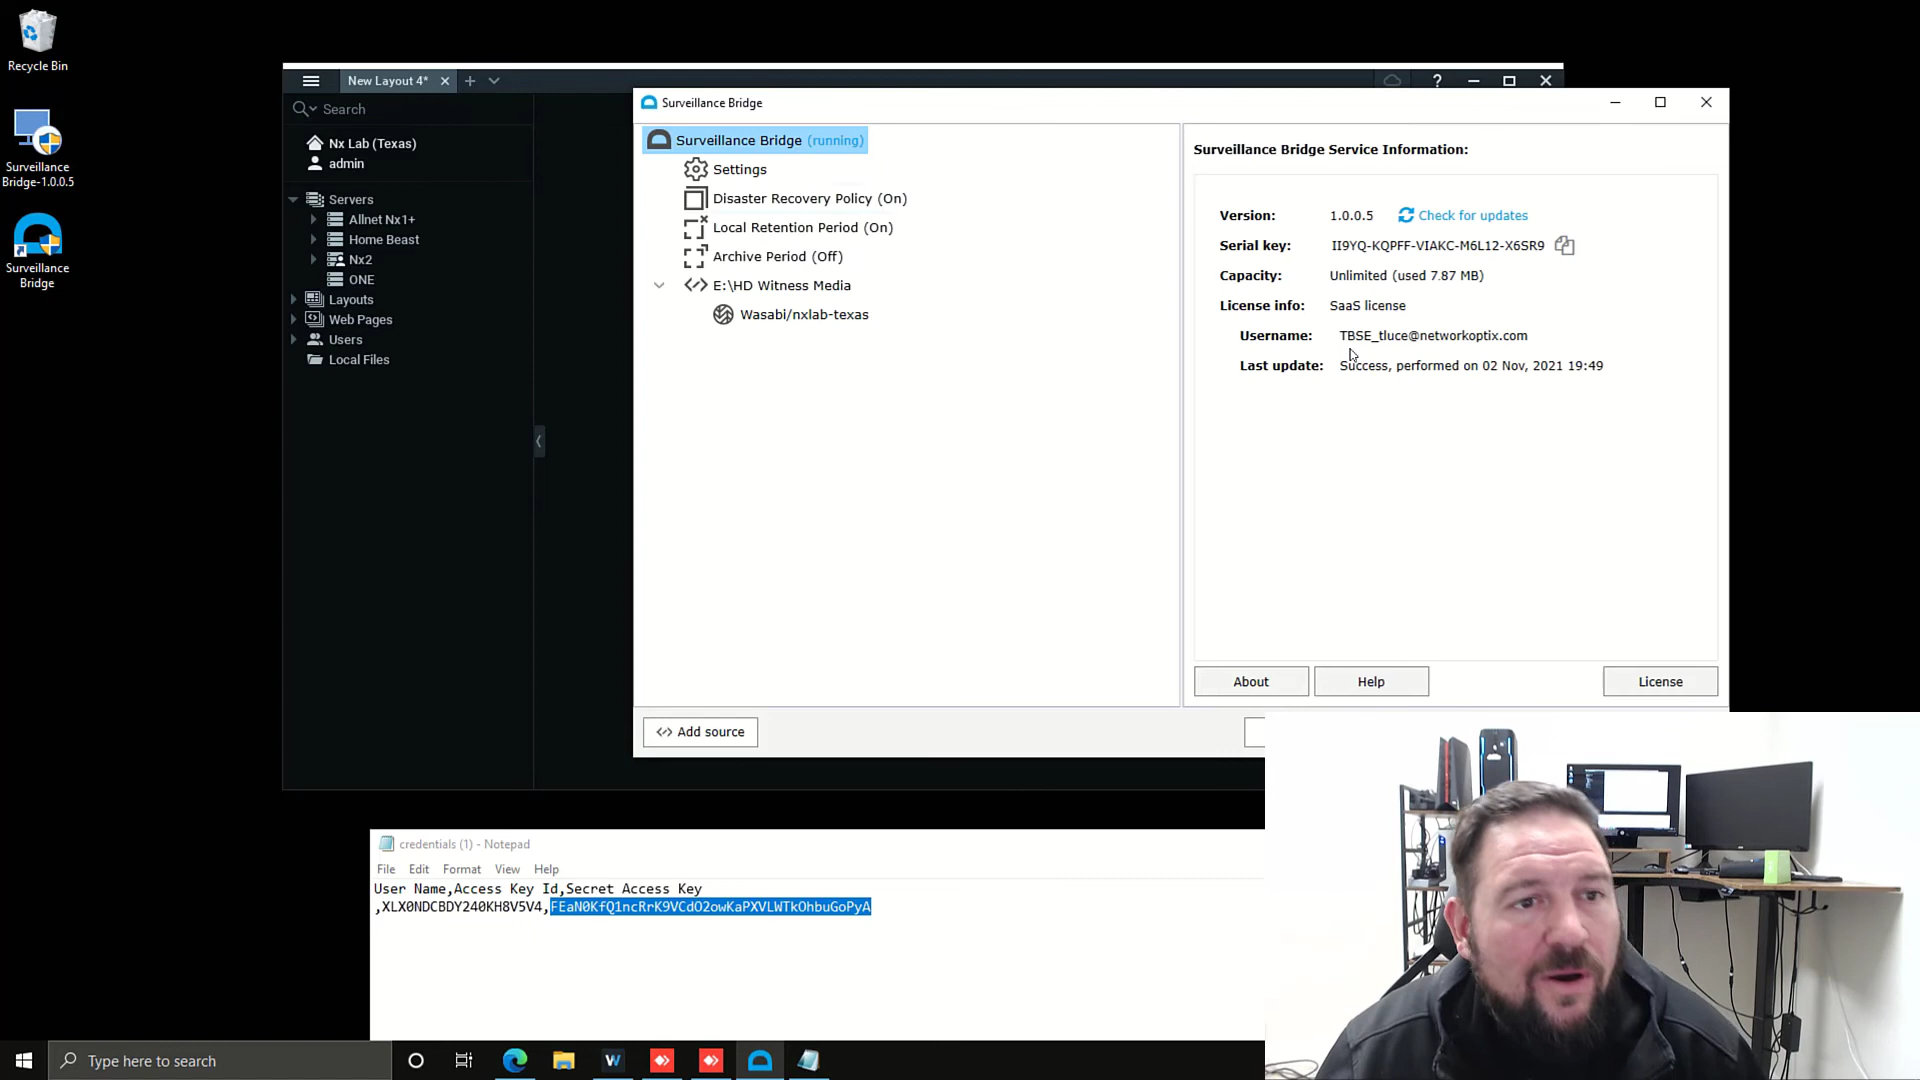 Recycle Bin
Surveillance
Bridge-1.0.0.5
Surveillance
Bridge
New Layout 4*
Search
Nx Lab (Texas)
admin
Servers
Allnet Nx1+
Home Beast
Nx2
ONE
Layouts
Web Pages
Users
Local Files
Surveillance Bridge
Surveillance Bridge (running)
Settings
Disaster Recovery Policy (On)
Local Retention Period (On)
Archive Period (Off)
E:\HD Witness Media
Wasabi/nxlab-texas
Surveillance Bridge Service Information:
Version: 1.0.0.5 Check for updates
Serial key: II9YQ-KQPFF-VIAKC-M6L12-X6SR9
Capacity: Unlimited (used 7.87 MB)
License info: SaaS license
Username: TBSE_tluce@networkoptix.com
Last update: Success, performed on 02 Nov, 2021 19:49
About Help License
Add source
credentials (1) - Notepad
File Edit Format View Help
User Name,Access Key Id,Secret Access Key
,XLX0NDCBDY240KH8V5V4,FEaN0KfQ1ncRrK9VCdO2owKaPXVLWTkOhbuGoPyA
Type here to search